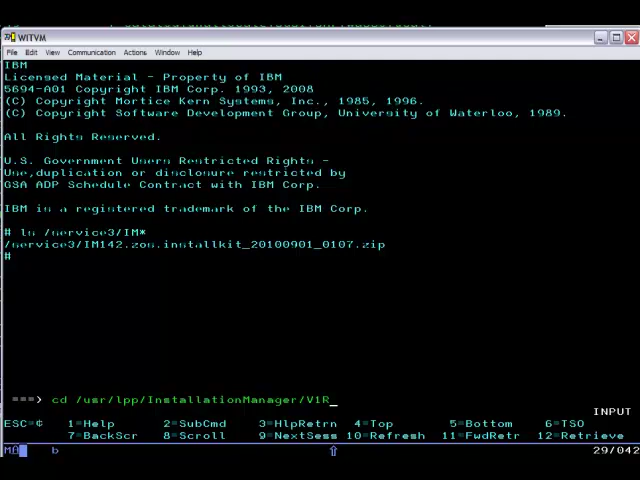 WITVM
File Edit View Communication Actions Window Help
IBM
Licensed Material - Property of IBM
5694-A01 Copyright IBM Corp. 1993, 2008
(C) Copyright Mortice Kern Systems, Inc., 1985, 1996.
(C) Copyright Software Development Group, University of Waterloo, 1989.
All Rights Reserved.
U.S. Government Users Restricted Rights -
Use,duplication or disclosure restricted by
GSA ADP Schedule Contract with IBM Corp.
IBM is a registered trademark of the IBM Corp.
# ls /service3/IM*
/service3/IM142.zos.installkit_20100901_0107.zip
#
===> cd /usr/lpp/InstallationManager/V1R_
INPUT
ESC=¢ 1=Help 2=SubCmd 3=HlpRetrn 4=Top 5=Bottom 6=TSO
7=BackScr 8=Scroll 9=NextSess 10=Refresh 11=FwdRetr 12=Retrieve
MA b 29/042